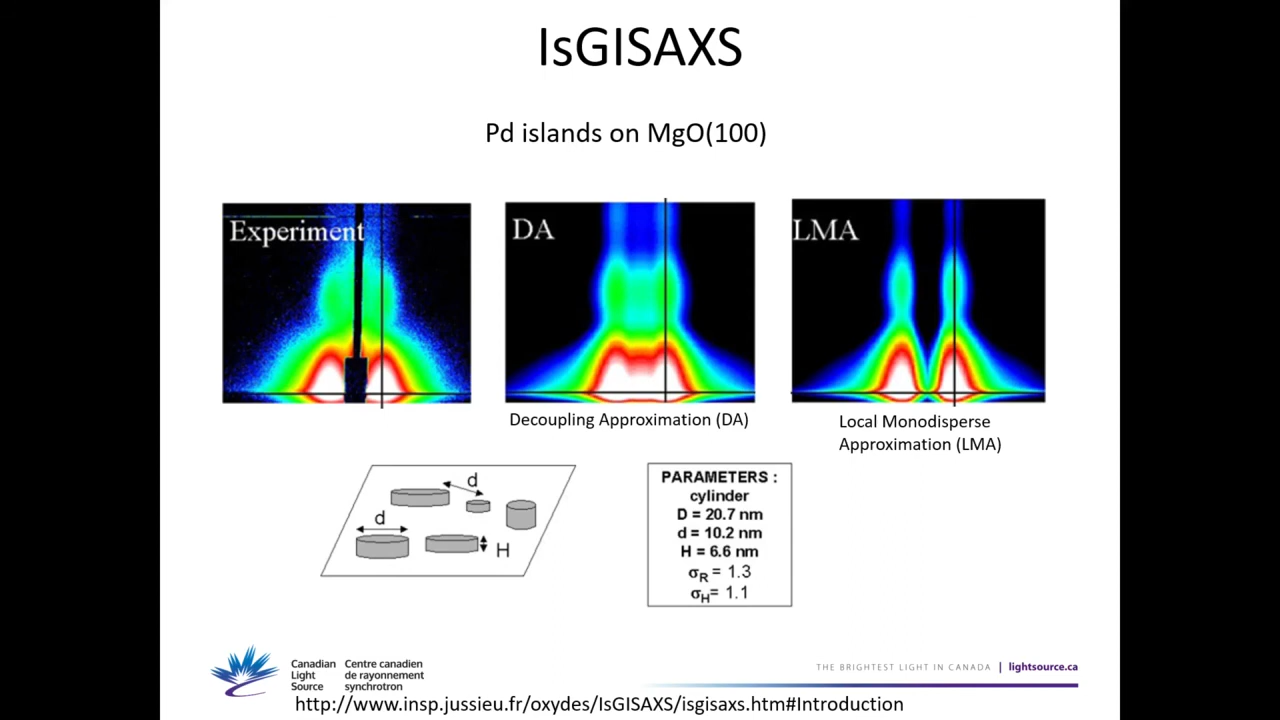 IsGISAXS
Pd islands on MgO(100)
Experiment
DA
LMA
Decoupling Approximation (DA)
Local Monodisperse
Approximation (LMA)
d
d
H
PARAMETERS :
cylinder
D = 20.7 nm
d = 10.2 nm
H = 6.6 nm
σR = 1.3
σH= 1.1
Canadian
Light
Source
Centre canadien
de rayonnement
synchrotron
THE BRIGHTEST LIGHT IN CANADA | lightsource.ca
http://www.insp.jussieu.fr/oxydes/IsGISAXS/isgisaxs.htm#Introduction